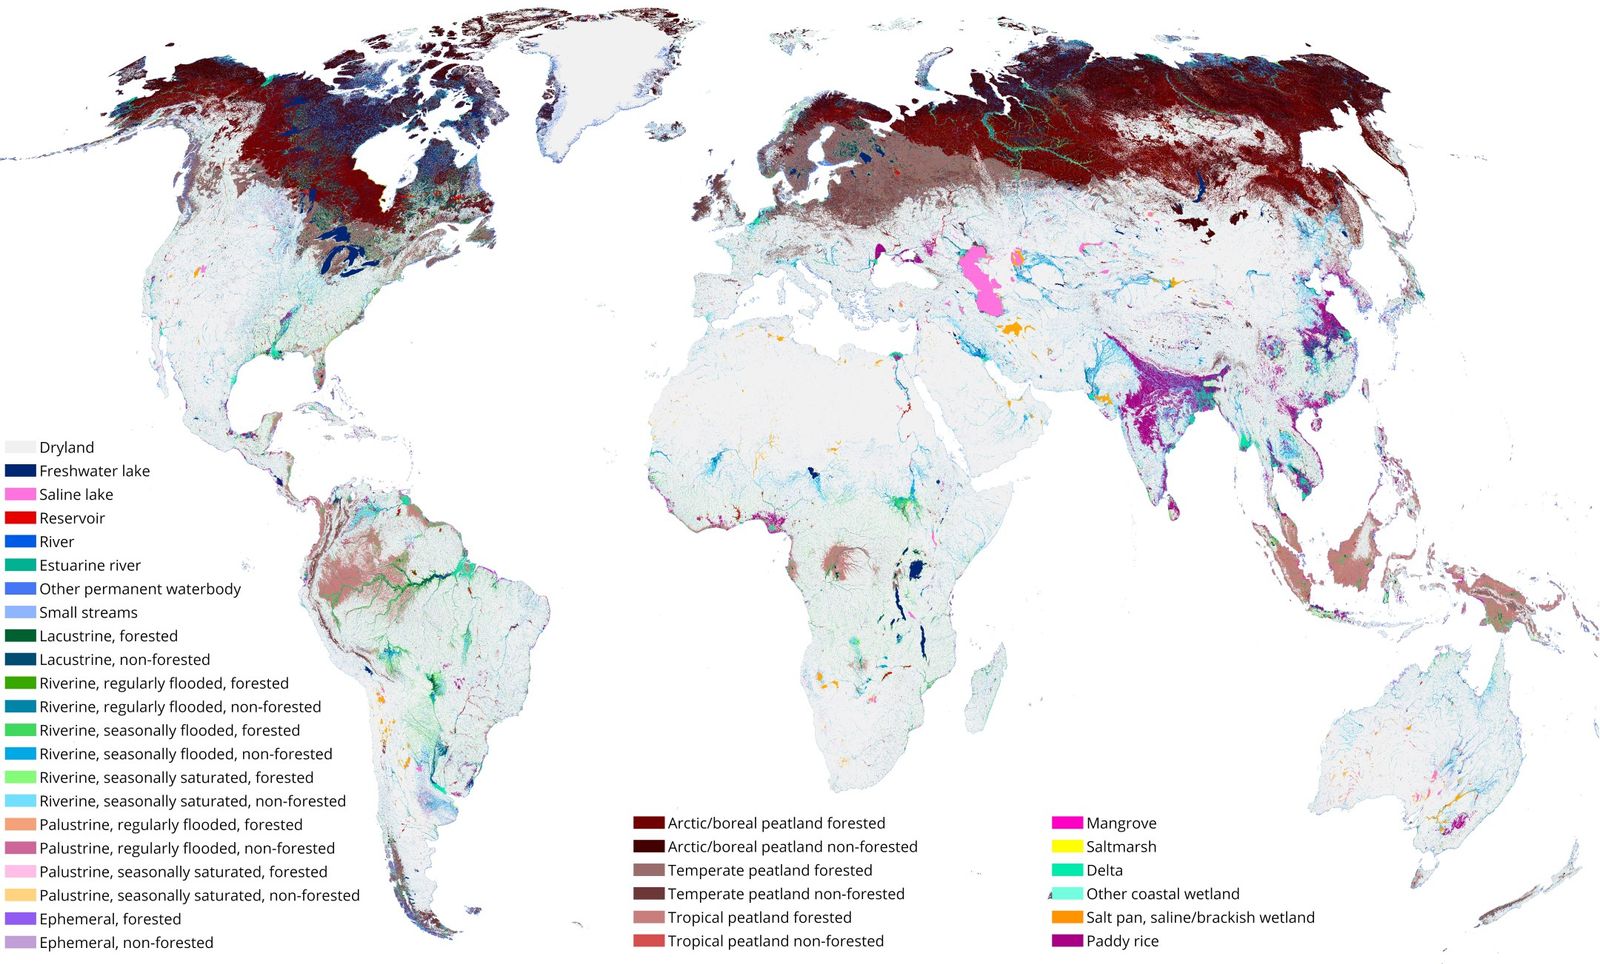 Dryland
Freshwater lake
Saline lake
Reservoir
River
Estuarine river
Other permanent waterbody
Small streams
Lacustrine, forested
Lacustrine, non-forested
Riverine, regularly flooded, forested
Riverine, regularly flooded, non-forested
Riverine, seasonally flooded, forested
Riverine, seasonally flooded, non-forested
Riverine, seasonally saturated, forested
Riverine, seasonally saturated, non-forested
Palustrine, regularly flooded, forested
Palustrine, regularly flooded, non-forested
Palustrine, seasonally saturated, forested
Palustrine, seasonally saturated, non-forested
Ephemeral, forested
Ephemeral, non-forested
Arctic/boreal peatland forested
Arctic/boreal peatland non-forested
Temperate peatland forested
Temperate peatland non-forested
Tropical peatland forested
Tropical peatland non-forested
Mangrove
Saltmarsh
Delta
Other coastal wetland
Salt pan, saline/brackish wetland
Paddy rice